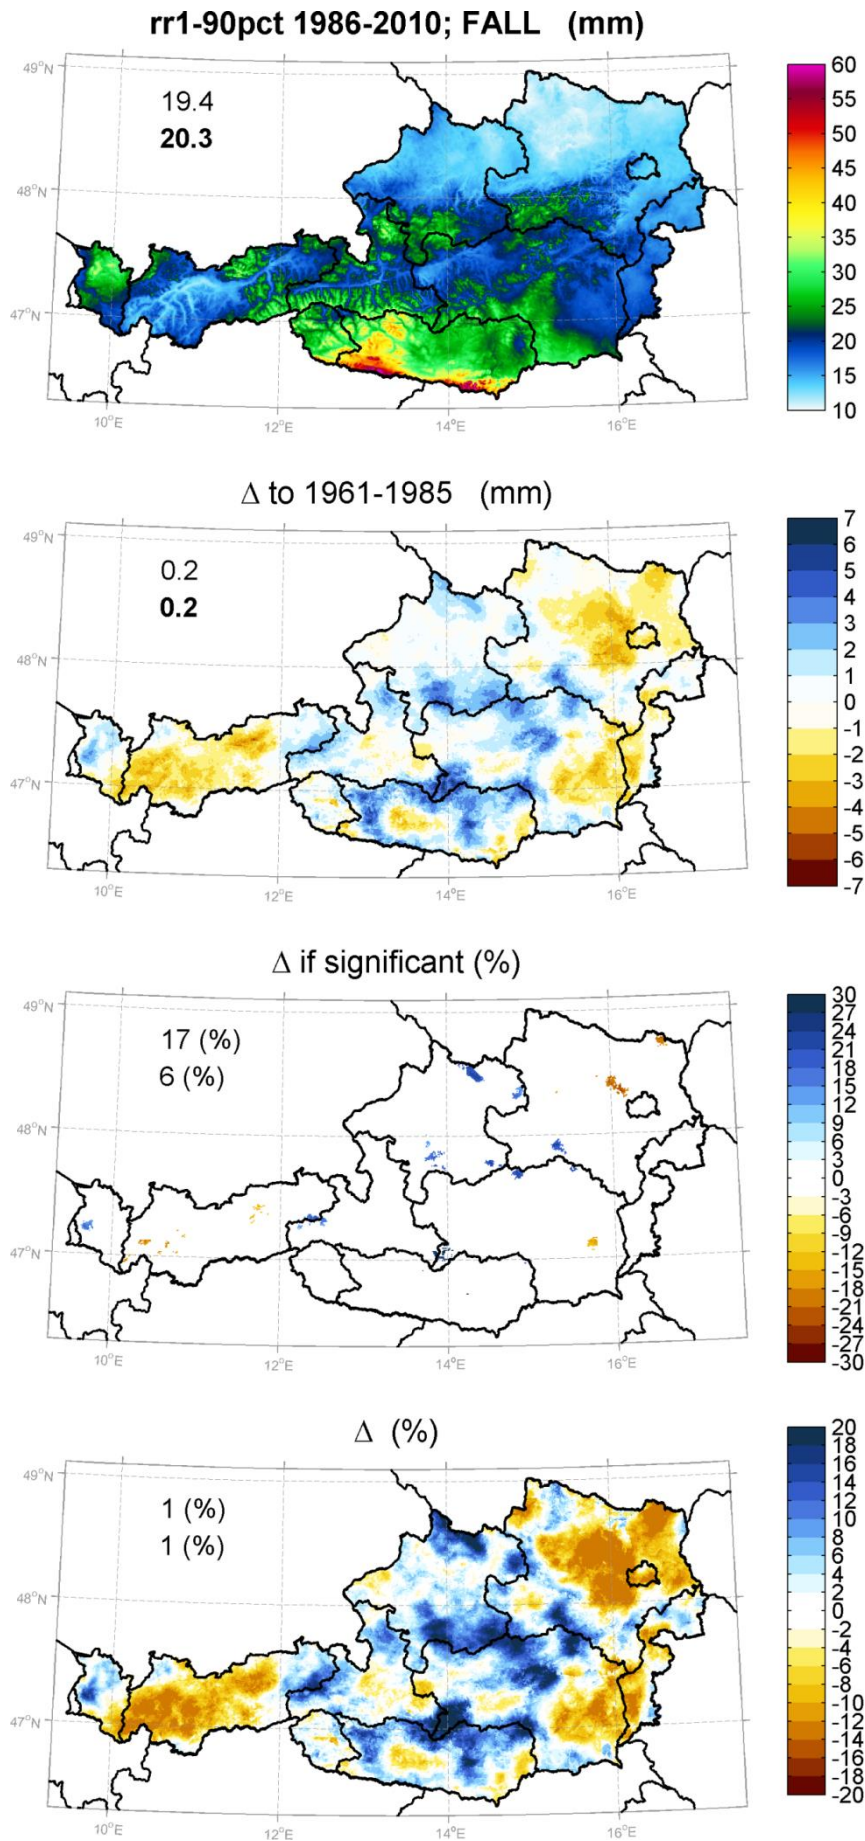 rr1-90pct 1986-2010; FALL (mm)
49°N
48°N
47°N
19.4
20.3
10°E
12°E
14°E
16°E
60
55
50
45
40
35
30
25
20
15
10
Δ to 1961-1985 (mm)
49°N
48°N
47°N
0.2
0.2
10°E
12°E
14°E
16°E
7
6
5
4
3
2
1
0
-1
-2
-3
-4
-5
-6
-7
Δ if significant (%)
49°N
48°N
47°N
17 (%)
6 (%)
10°E
12°E
14°E
16°E
30
27
24
21
18
15
12
9
6
3
0
-3
-6
-9
-12
-15
-18
-21
-24
-27
-30
Δ (%)
49°N
48°N
47°N
1 (%)
1 (%)
10°E
12°E
14°E
16°E
20
18
16
14
12
10
8
6
4
2
0
-2
-4
-6
-8
-10
-12
-14
-16
-18
-20